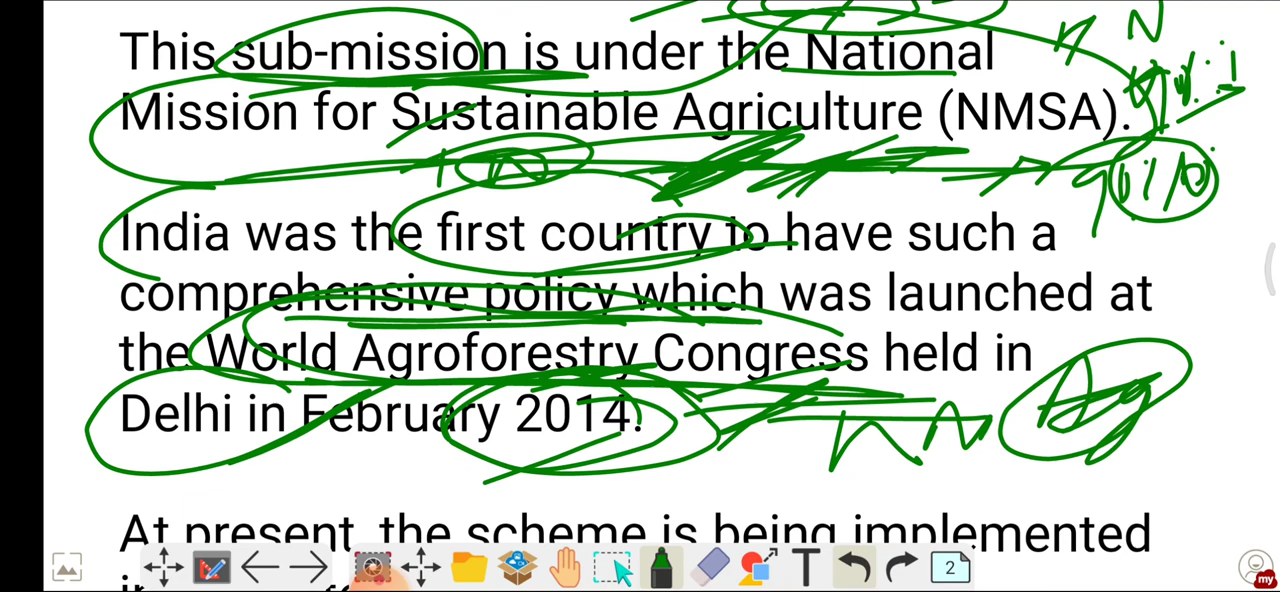 This sub-mission is under the National
Mission for Sustainable Agriculture (NMSA).
India was the first country to have such a
comprehensive policy which was launched at
the World Agroforestry Congress held in
Delhi in February 2014.
At present, the scheme is being implemented
2
my